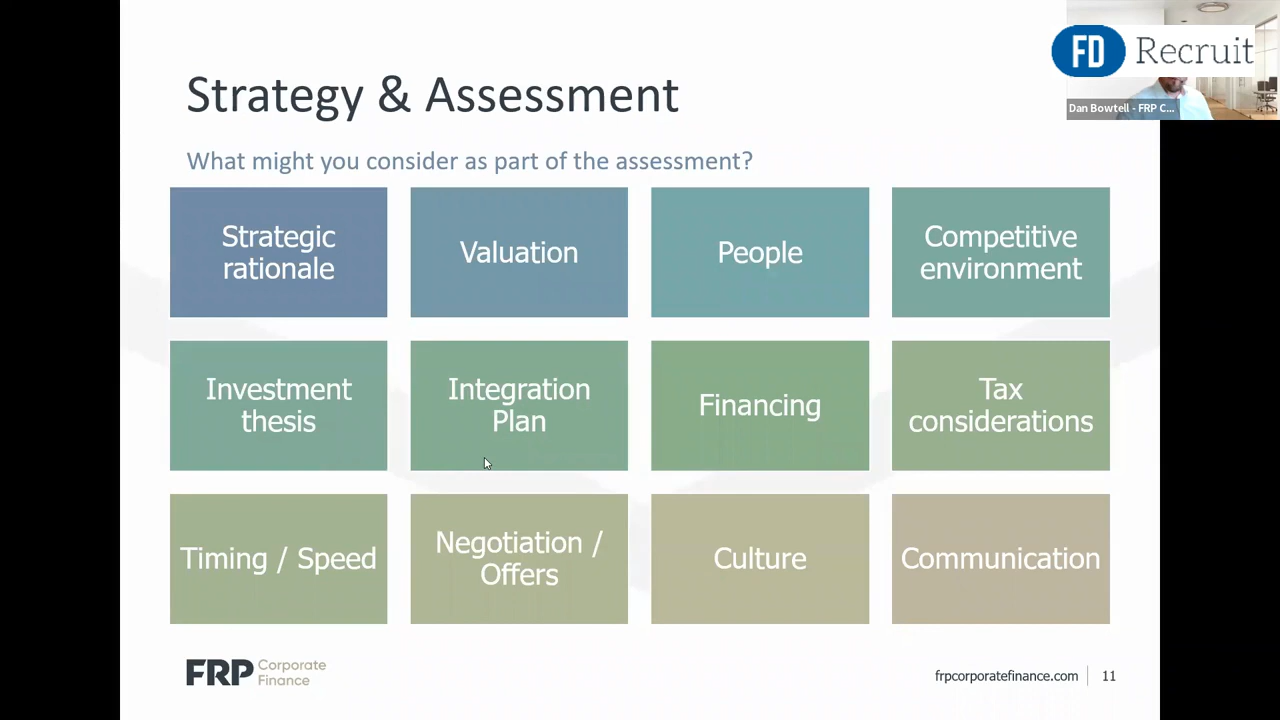 FD Recruit
Dan Bowtell - FRP C...
Strategy & Assessment
What might you consider as part of the assessment?
Strategic
rationale
Valuation
People
Competitive
environment
Investment
thesis
Integration
Plan
Financing
Tax
considerations
Timing / Speed
Negotiation /
Offers
Culture
Communication
FRP Corporate
Finance
frpcorporatefinance.com
11